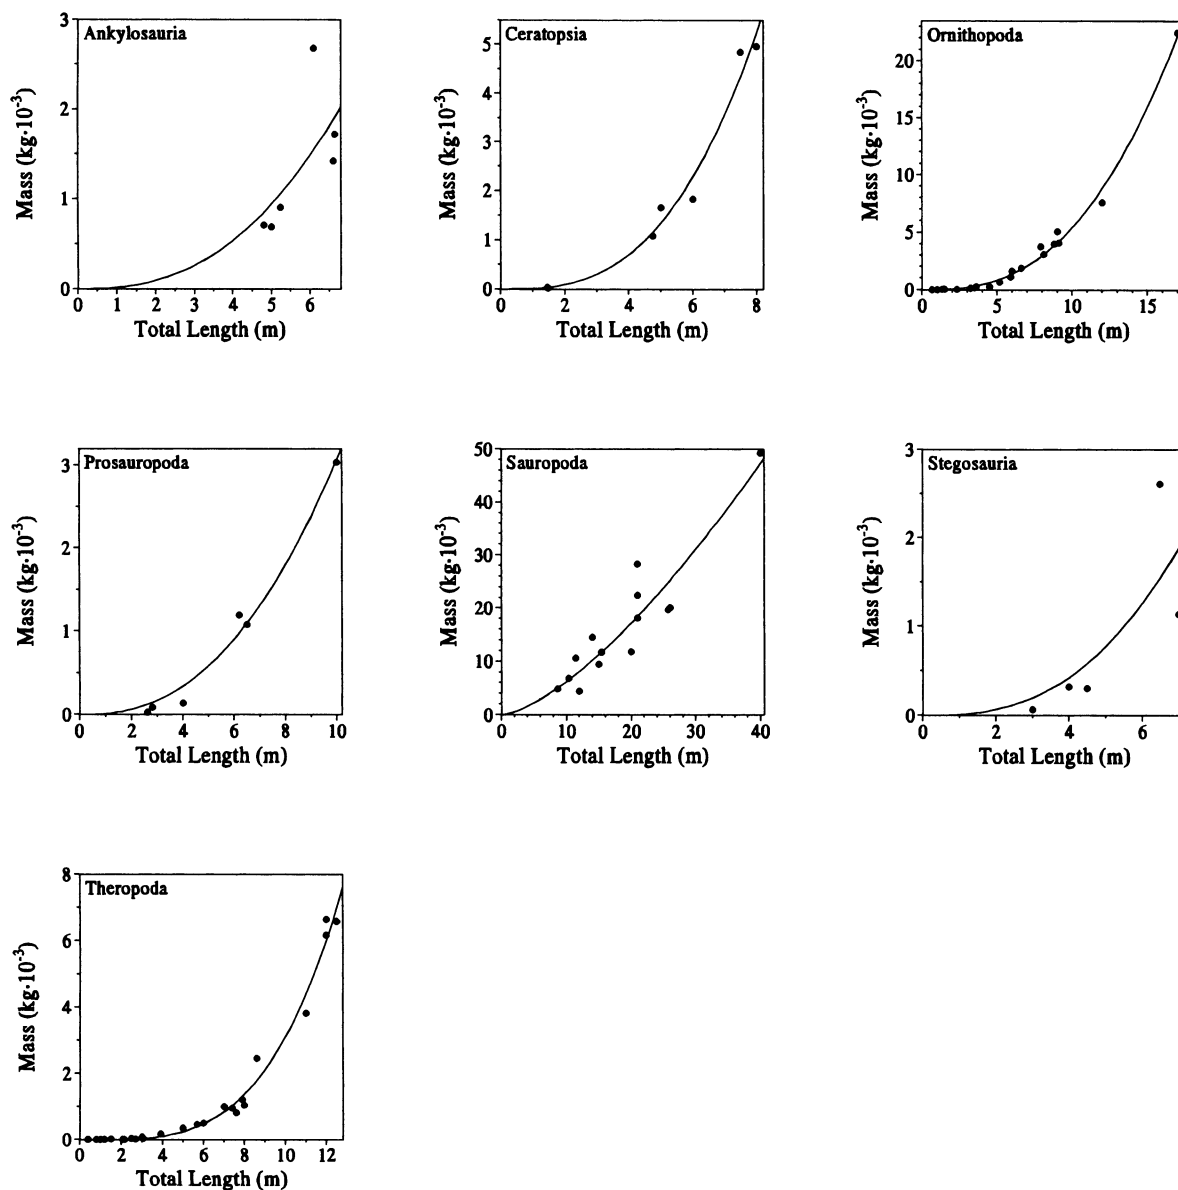 Ankylosauria
3
2
1
0
Mass (kg·10⁻³)
0 1 2 3 4 5 6
Total Length (m)
Ceratopsia
5
4
3
2
1
0
Mass (kg·10⁻³)
0 2 4 6 8
Total Length (m)
Ornithopoda
20
15
10
5
0
Mass (kg·10⁻³)
0 5 10 15
Total Length (m)
Prosauropoda
3
2
1
0
Mass (kg·10⁻³)
0 2 4 6 8 10
Total Length (m)
Sauropoda
50
40
30
20
10
0
Mass (kg·10⁻³)
0 10 20 30 40
Total Length (m)
Stegosauria
3
2
1
0
Mass (kg·10⁻³)
0 2 4 6
Total Length (m)
Theropoda
8
6
4
2
0
Mass (kg·10⁻³)
0 2 4 6 8 10 12
Total Length (m)